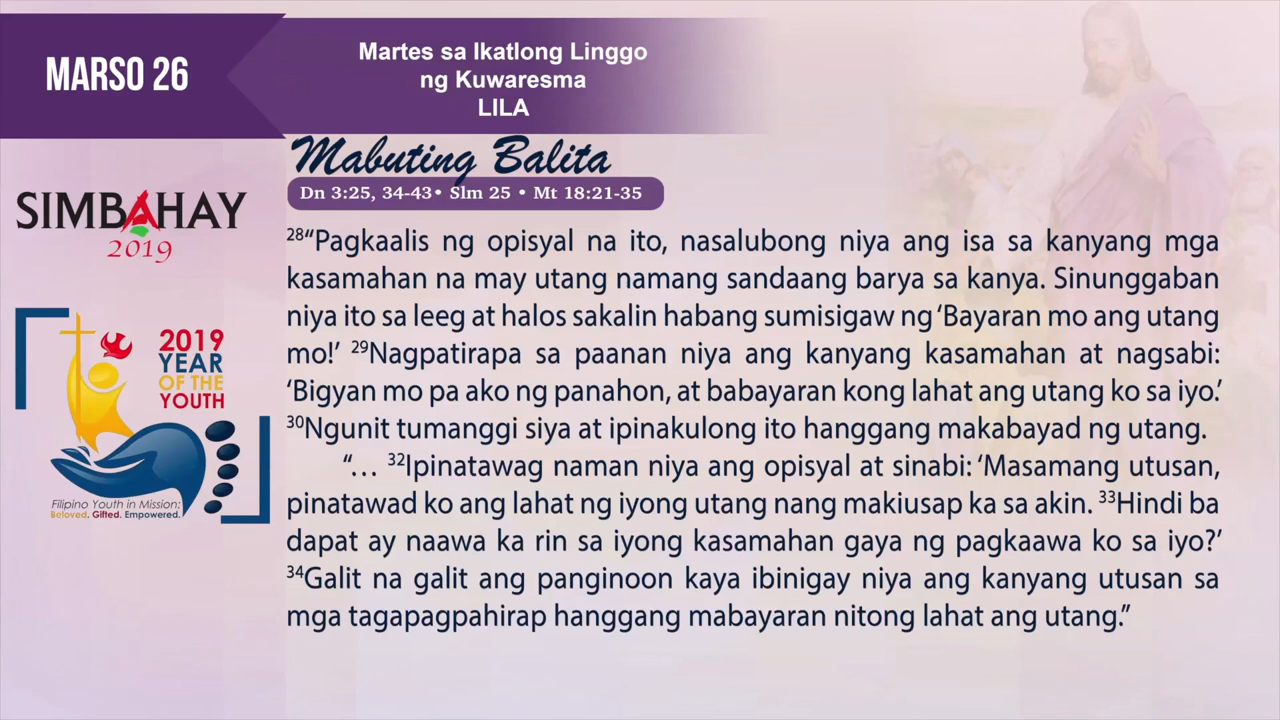 MARSO 26
Martes sa Ikatlong Linggo
ng Kuwaresma
LILA
Mabuting Balita
Dn 3:25, 34-43 • Slm 25 • Mt 18:21-35
SIMBAHAY
2019
2019
YEAR
OF THE
YOUTH
Filipino Youth in Mission:
Beloved. Gifted. Empowered.
28“Pagkaalis ng opisyal na ito, nasalubong niya ang isa sa kanyang mga
kasamahan na may utang namang sandaang barya sa kanya. Sinunggaban
niya ito sa leeg at halos sakalin habang sumisigaw ng ‘Bayaran mo ang utang
mo!’ 29Nagpatirapa sa paanan niya ang kanyang kasamahan at nagsabi:
‘Bigyan mo pa ako ng panahon, at babayaran kong lahat ang utang ko sa iyo.’
30Ngunit tumanggi siya at ipinakulong ito hanggang makabayad ng utang.
“… 32Ipinatawag naman niya ang opisyal at sinabi: ‘Masamang utusan,
pinatawad ko ang lahat ng iyong utang nang makiusap ka sa akin. 33Hindi ba
dapat ay naawa ka rin sa iyong kasamahan gaya ng pagkaawa ko sa iyo?’
34Galit na galit ang panginoon kaya ibinigay niya ang kanyang utusan sa
mga tagapagpahirap hanggang mabayaran nitong lahat ang utang.”